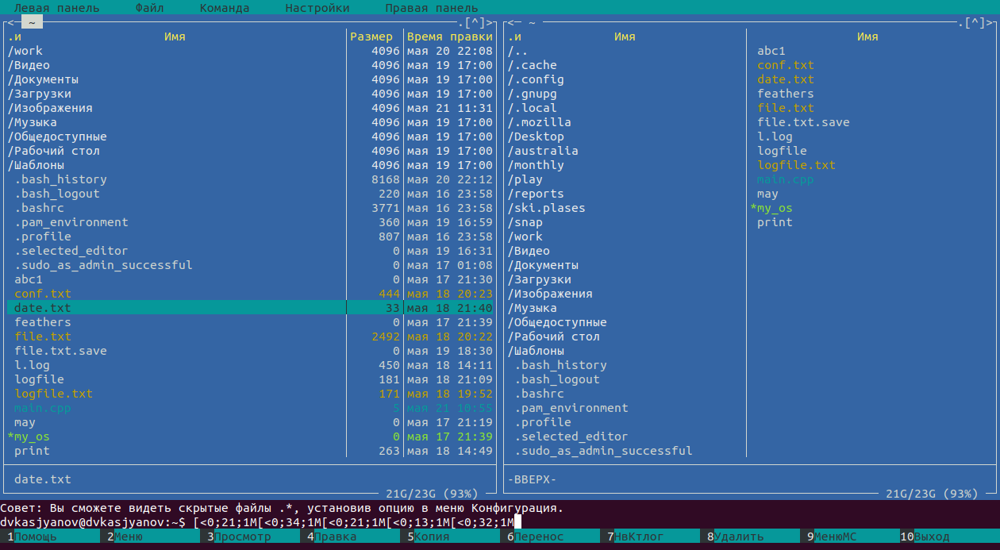 Левая панель Файл Команда Настройки Правая панель
<─ ~ ─.[^]>
.и Имя Размер Время правки
/work 4096 мая 20 22:08
/Видео 4096 мая 19 17:00
/Документы 4096 мая 19 17:00
/Загрузки 4096 мая 19 17:00
/Изображения 4096 мая 21 11:31
/Музыка 4096 мая 19 17:00
/Общедоступные 4096 мая 19 17:00
/Рабочий стол 4096 мая 19 17:00
/Шаблоны 4096 мая 19 17:00
.bash_history 8168 мая 20 22:12
.bash_logout 220 мая 16 23:58
.bashrc 3771 мая 16 23:58
.pam_environment 360 мая 19 16:59
.profile 807 мая 16 23:58
.selected_editor 0 мая 19 16:31
.sudo_as_admin_successful 0 мая 17 01:08
abc1 0 мая 17 21:30
conf.txt 444 мая 18 20:23
date.txt 33 мая 18 21:40
feathers 0 мая 17 21:39
file.txt 2492 мая 18 20:22
file.txt.save 0 мая 19 18:30
l.log 450 мая 18 14:11
logfile 181 мая 18 21:09
logfile.txt 171 мая 18 19:52
main.cpp 5 мая 21 10:55
may 0 мая 17 21:19
*my_os 0 мая 17 21:39
print 263 мая 18 14:49
date.txt
21G/23G (93%)
<─ ~ ─.[^]>
.и Имя Имя
/..
/.cache
/.config
/.gnupg
/.local
/.mozilla
/Desktop
/australia
/monthly
/play
/reports
/ski.plases
/snap
/work
/Видео
/Документы
/Загрузки
/Изображения
/Музыка
/Общедоступные
/Рабочий стол
/Шаблоны
.bash_history
.bash_logout
.bashrc
.pam_environment
.profile
.selected_editor
.sudo_as_admin_successful
abc1
conf.txt
date.txt
feathers
file.txt
file.txt.save
l.log
logfile
logfile.txt
main.cpp
may
*my_os
print
-ВВЕРХ-
21G/23G (93%)
Совет: Вы сможете видеть скрытые файлы .*, установив опцию в меню Конфигурация.
dvkasjyanov@dvkasjyanov:~$ [<0;21;1M[<0;34;1M[<0;21;1M[<0;13;1M[<0;32;1M
1Помощь 2Меню 3Просмотр 4Правка 5Копия 6Перенос 7НвКтлог 8Удалить 9МенюМС 10Выход